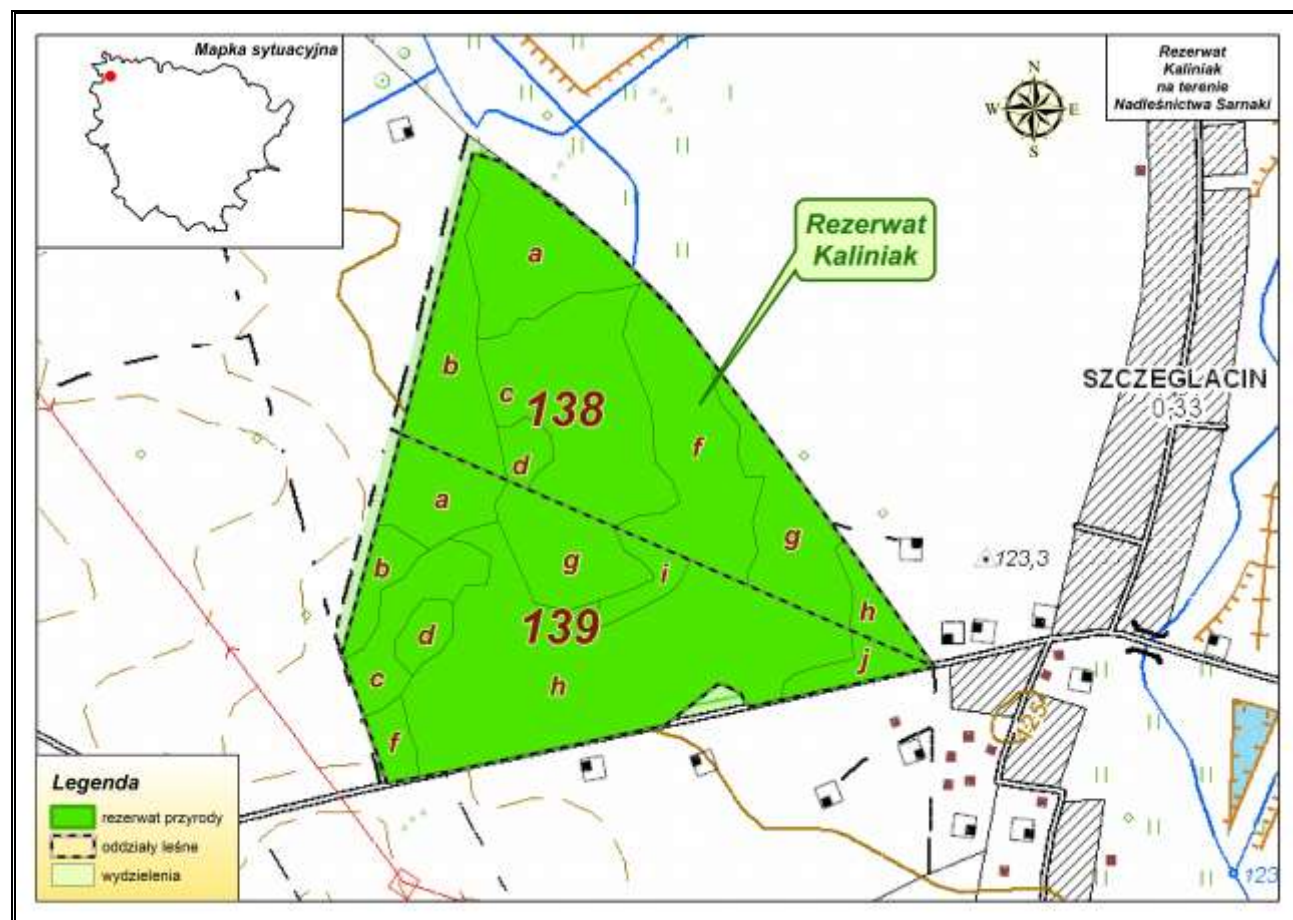 Mapka sytuacyjna
Rezerwat
Kaliniak
na terenie
Nadleśnictwa Sarnaki
N
W E
S
Rezerwat
Kaliniak
a
b
c
138
d
f
g
h
SZCZEGLACIN
0,33
123,3
a
b
g
i
d
139
c
h
j
f
125
123
Legenda
rezerwat przyrody
oddziały leśne
wydzielenia